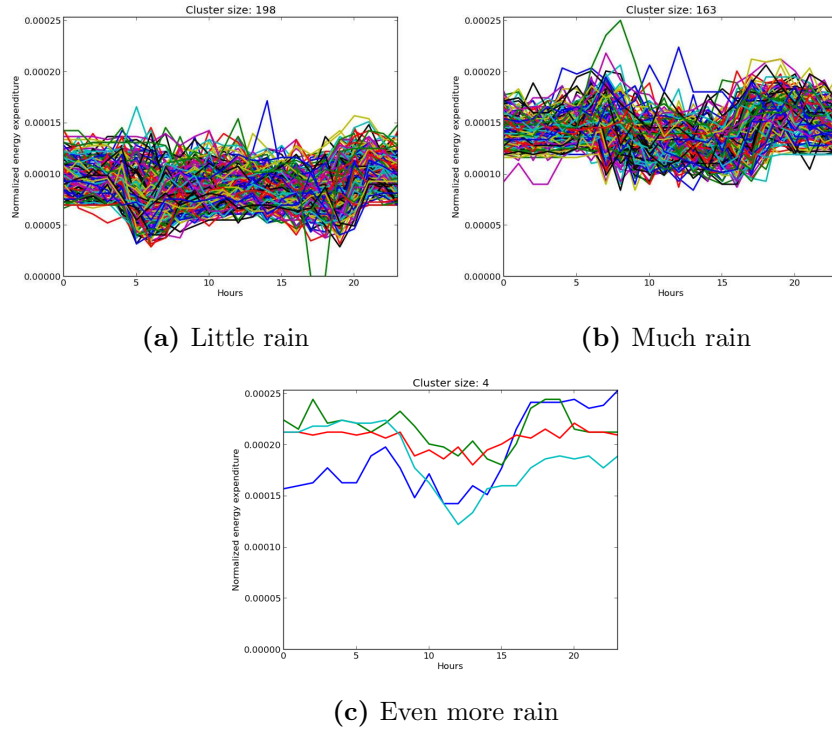 Cluster size: 198
0.00025
0.00020
0.00015
0.00010
0.00005
0.00000
Normalized energy expenditure
0
5
10
15
20
Hours
(a) Little rain
Cluster size: 163
0.00025
0.00020
0.00015
0.00010
0.00005
0.00000
Normalized energy expenditure
0
5
10
15
20
Hours
(b) Much rain
Cluster size: 4
0.00025
0.00020
0.00015
0.00010
0.00005
0.00000
Normalized energy expenditure
0
5
10
15
20
Hours
(c) Even more rain